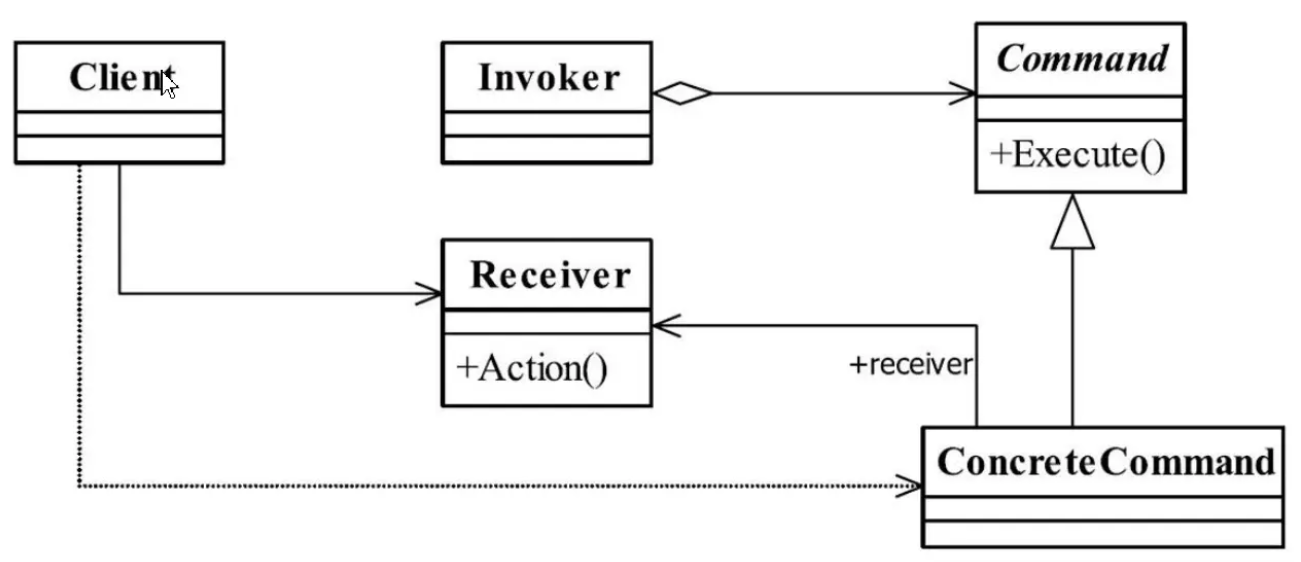 Client
Invoker
Command
+Execute()
Receiver
+Action()
+receiver
ConcreteCommand